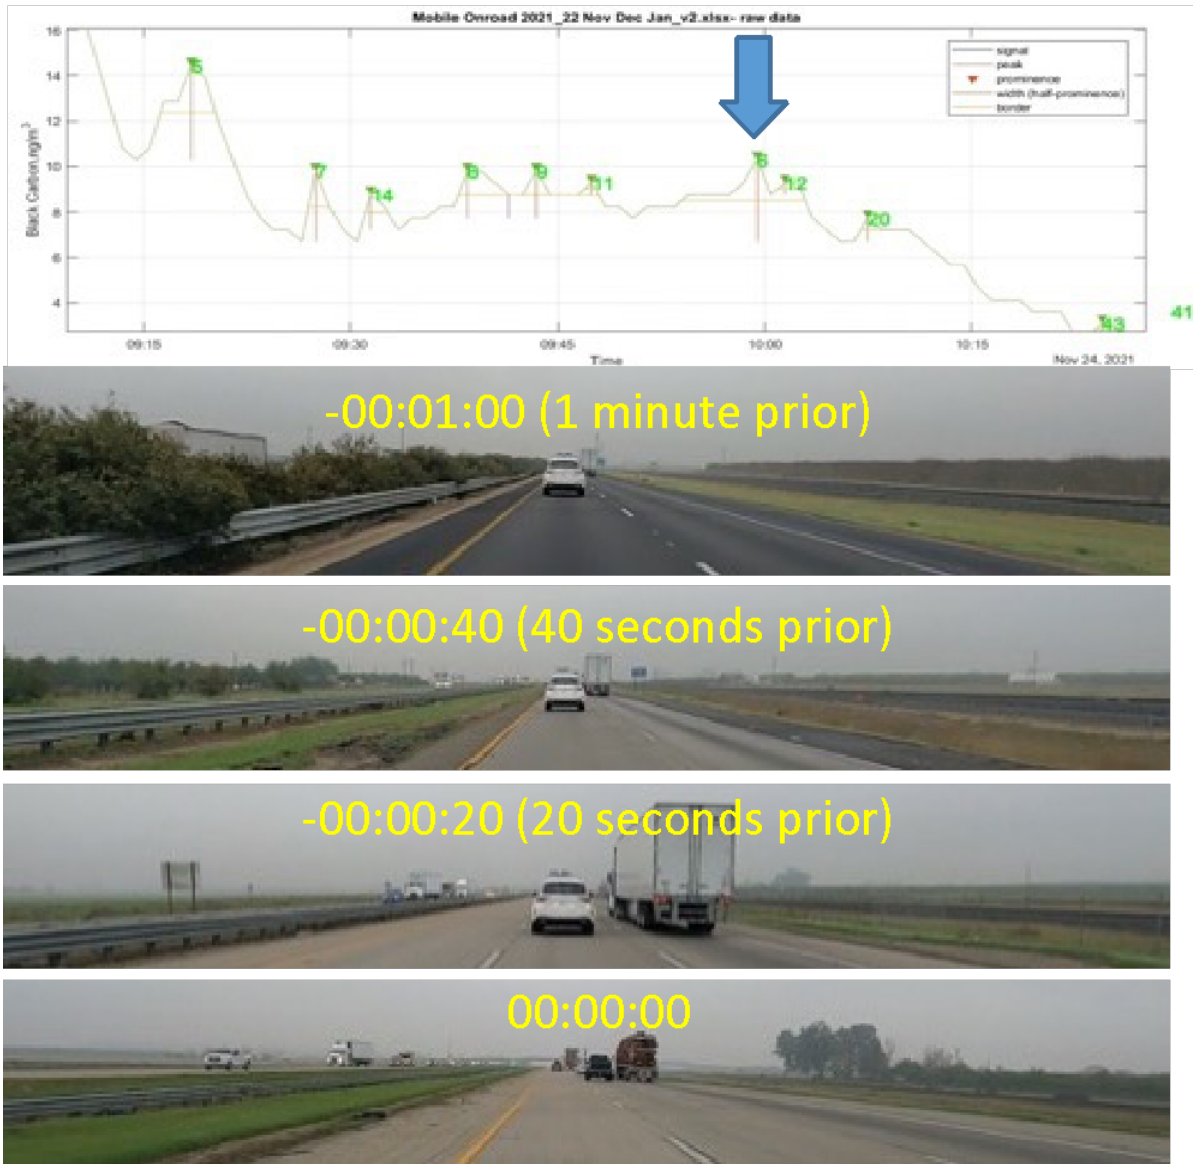 Mobile Onroad 2021_22 Nov Dec Jan_v2.xlsx- raw data
signal
peak
prominence
width (half-prominence)
border
Black Carbon,ng/m3
16
14
12
10
8
6
4
5
7
14
9
11
12
20
43
41
09:15
09:30
09:45
10:00
10:15
Time
Nov 24, 2021
-00:01:00 (1 minute prior)
-00:00:40 (40 seconds prior)
-00:00:20 (20 seconds prior)
00:00:00